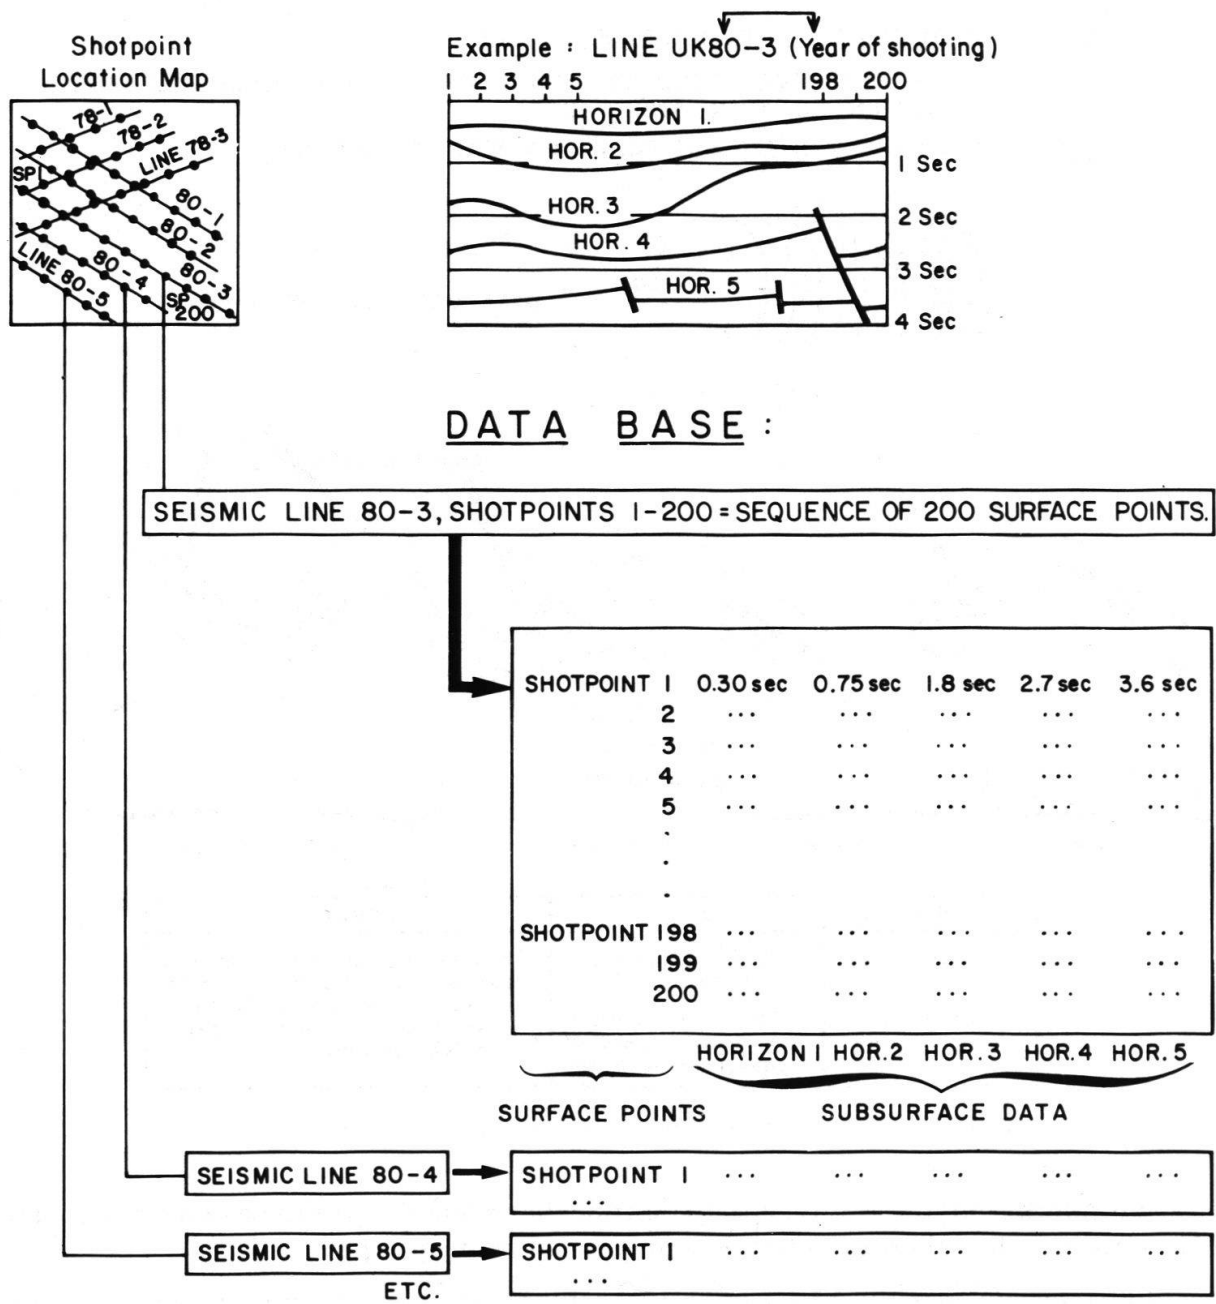 Shotpoint
Location Map
78-1
78-2
LINE 78-3
SP 1
80-1
80-2
80-3
80-4
LINE 80-5
SP
200
Example : LINE UK80-3 (Year of shooting)
1 2 3 4 5 198 200
HORIZON 1.
HOR. 2
1 Sec
HOR. 3
2 Sec
HOR. 4
3 Sec
HOR. 5
4 Sec
DATA BASE :
SEISMIC LINE 80-3, SHOTPOINTS 1-200 = SEQUENCE OF 200 SURFACE POINTS.
SHOTPOINT 1 0.30 sec 0.75 sec 1.8 sec 2.7 sec 3.6 sec
2 ... ... ... ... ...
3 ... ... ... ... ...
4 ... ... ... ... ...
5 ... ... ... ... ...
.
.
.
SHOTPOINT 198 ... ... ... ... ...
199 ... ... ... ... ...
200 ... ... ... ... ...
HORIZON 1 HOR. 2 HOR. 3 HOR. 4 HOR. 5
SURFACE POINTS SUBSURFACE DATA
SEISMIC LINE 80-4 SHOTPOINT 1 ... ... ... ... ...
...
SEISMIC LINE 80-5 SHOTPOINT 1 ... ... ... ... ...
...
ETC.